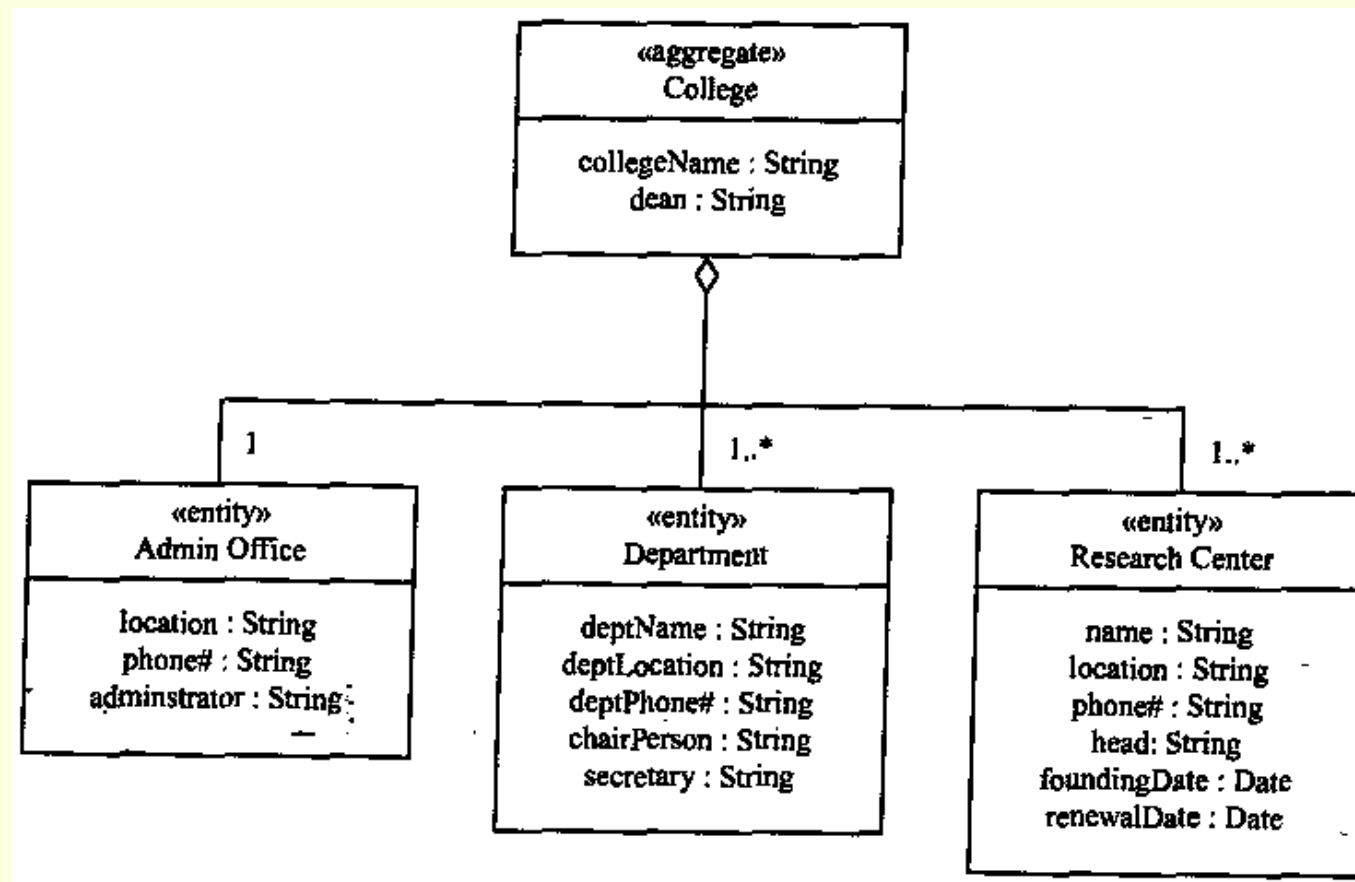 «aggregate»
College
collegeName : String
dean : String
1
1..*
1..*
«entity»
Admin Office
location : String
phone# : String
adminstrator : String
«entity»
Department
deptName : String
deptLocation : String
deptPhone# : String
chairPerson : String
secretary : String
«entity»
Research Center
name : String
location : String
phone# : String
head: String
foundingDate : Date
renewalDate : Date